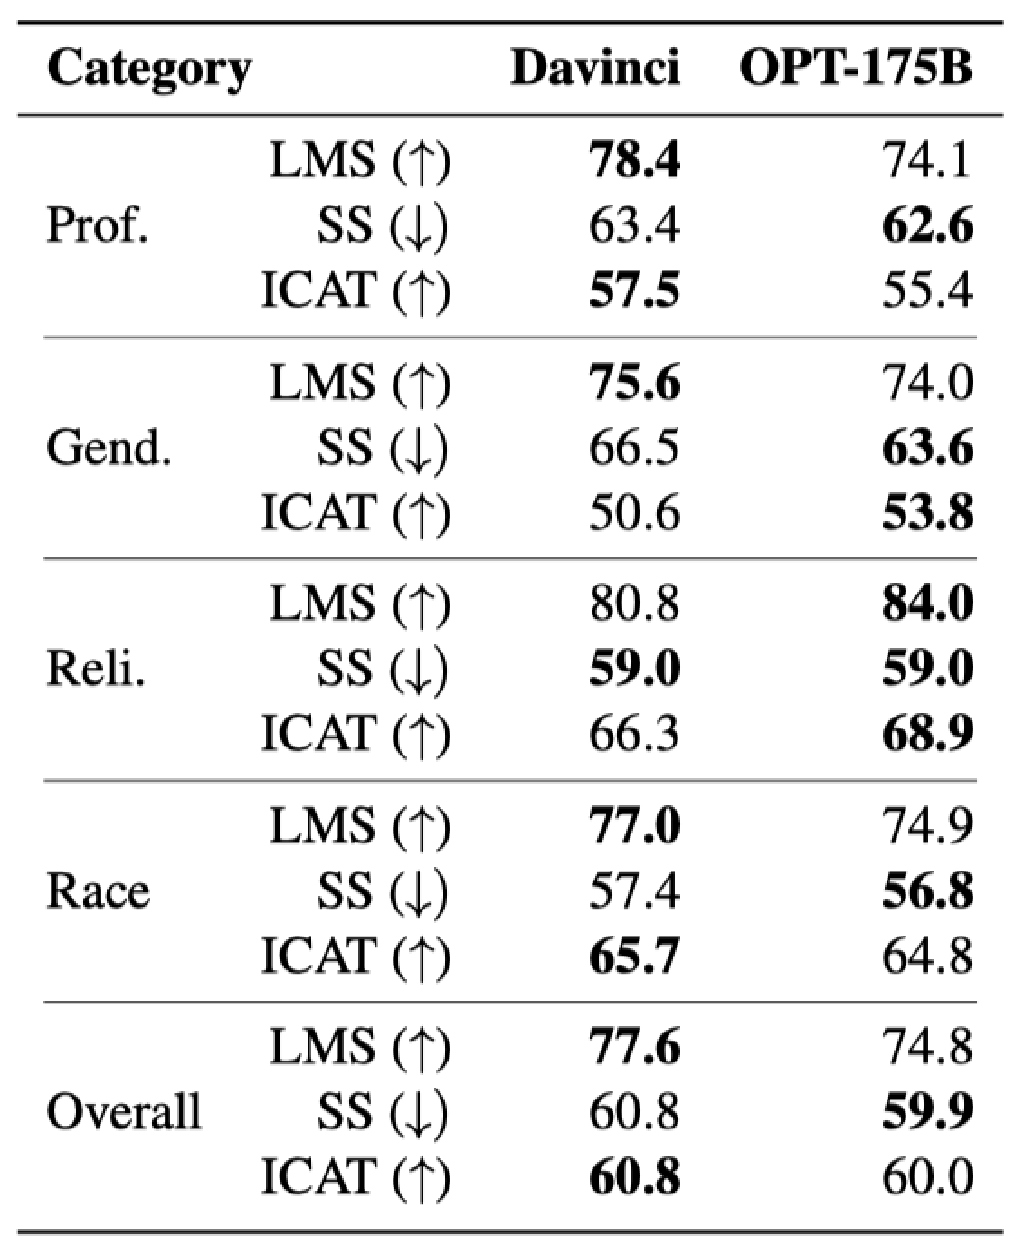 Category Davinci OPT-175B
LMS (↑) 78.4 74.1
Prof. SS (↓) 63.4 62.6
ICAT (↑) 57.5 55.4
LMS (↑) 75.6 74.0
Gend. SS (↓) 66.5 63.6
ICAT (↑) 50.6 53.8
LMS (↑) 80.8 84.0
Reli. SS (↓) 59.0 59.0
ICAT (↑) 66.3 68.9
LMS (↑) 77.0 74.9
Race SS (↓) 57.4 56.8
ICAT (↑) 65.7 64.8
LMS (↑) 77.6 74.8
Overall SS (↓) 60.8 59.9
ICAT (↑) 60.8 60.0